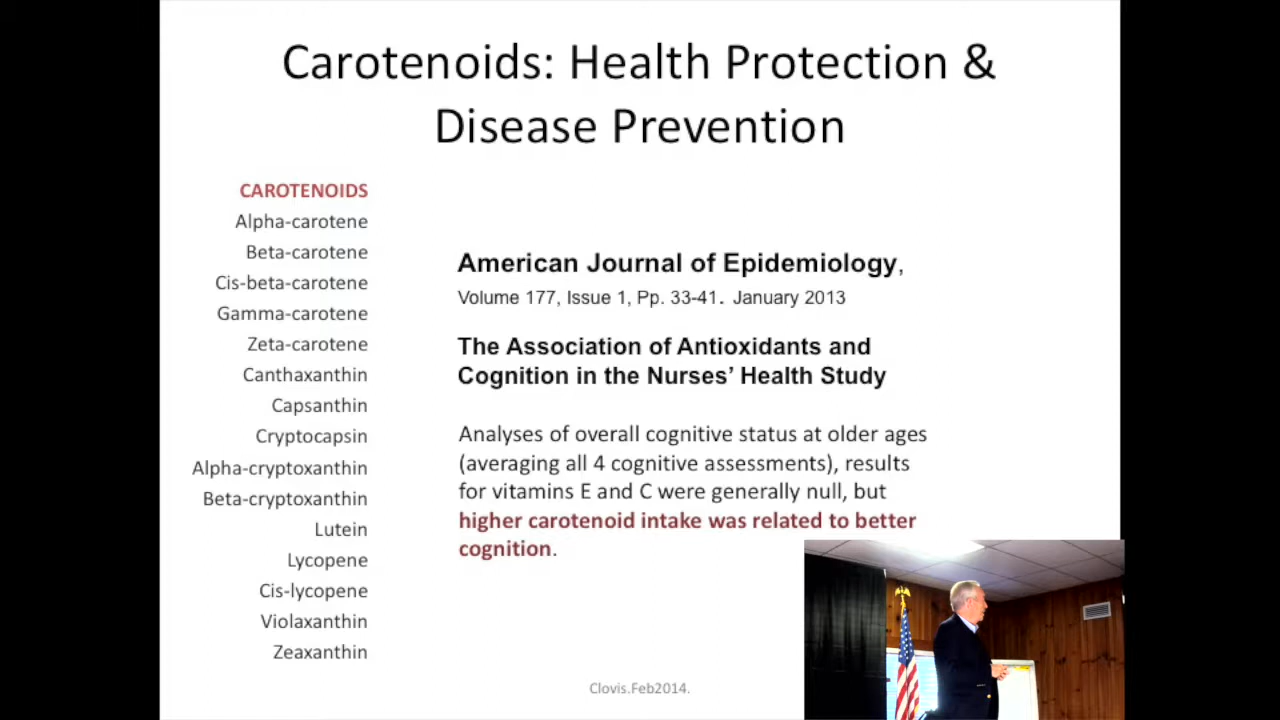 Carotenoids: Health Protection &
Disease Prevention
CAROTENOIDS
Alpha-carotene
Beta-carotene
Cis-beta-carotene
Gamma-carotene
Zeta-carotene
Canthaxanthin
Capsanthin
Cryptocapsin
Alpha-cryptoxanthin
Beta-cryptoxanthin
Lutein
Lycopene
Cis-lycopene
Violaxanthin
Zeaxanthin
American Journal of Epidemiology,
Volume 177, Issue 1, Pp. 33-41. January 2013
The Association of Antioxidants and
Cognition in the Nurses’ Health Study
Analyses of overall cognitive status at older ages
(averaging all 4 cognitive assessments), results
for vitamins E and C were generally null, but
higher carotenoid intake was related to better
cognition.
Clovis.Feb2014.